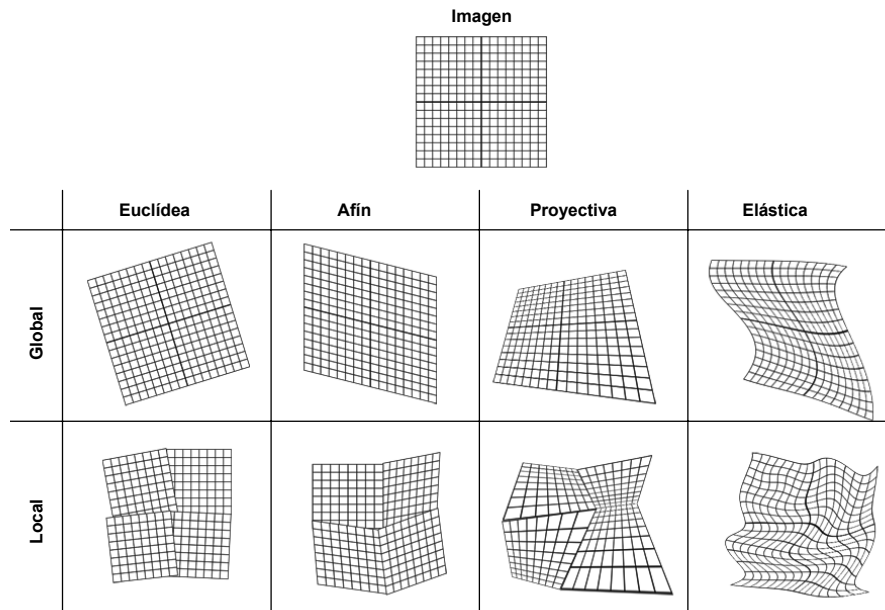 Imagen
Euclídea
Afín
Proyectiva
Elástica
Global
Local